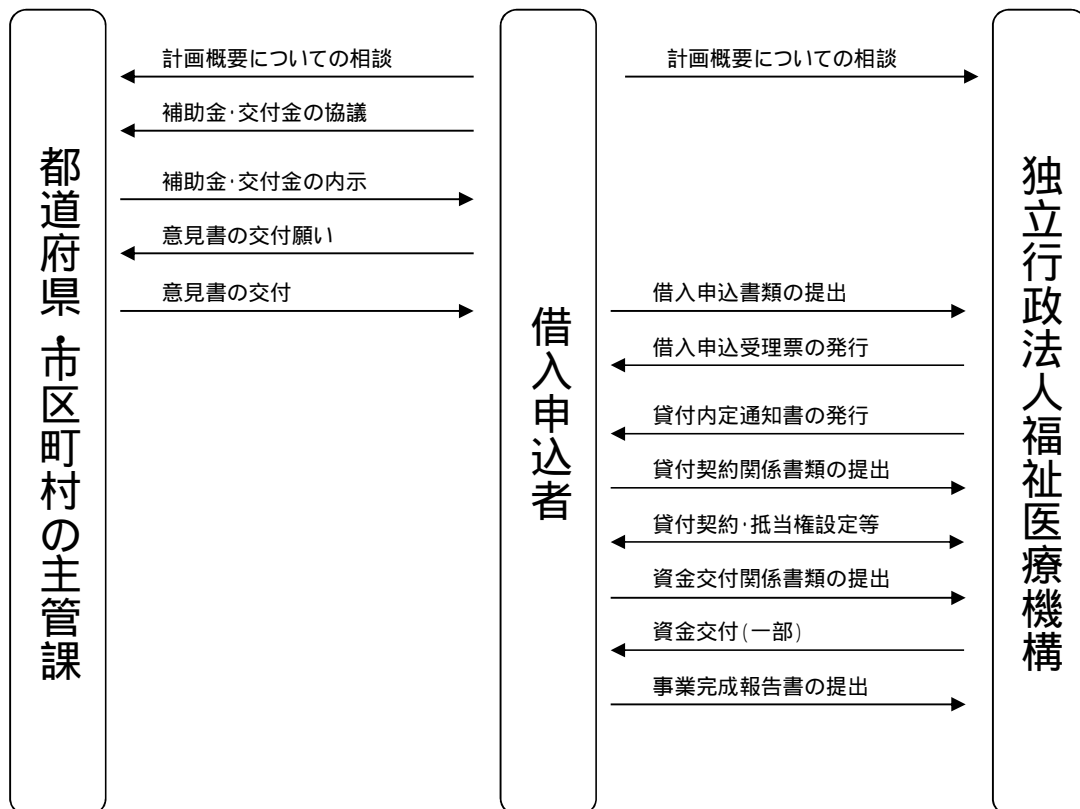 都道府県・市区町村の主管課
計画概要についての相談
補助金・交付金の協議
補助金・交付金の内示
意見書の交付願い
意見書の交付
借入申込者
計画概要についての相談
借入申込書類の提出
借入申込受理票の発行
貸付内定通知書の発行
貸付契約関係書類の提出
貸付契約・抵当権設定等
資金交付関係書類の提出
資金交付(一部)
事業完成報告書の提出
独立行政法人福祉医療機構